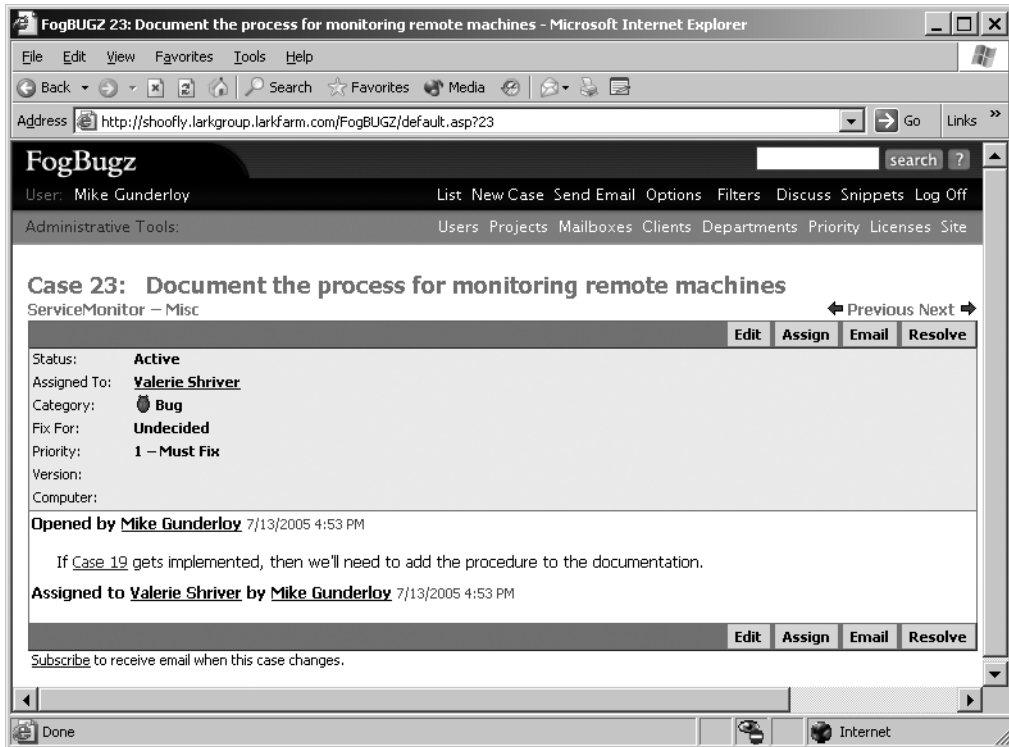 FogBUGZ 23: Document the process for monitoring remote machines - Microsoft Internet Explorer
File Edit View Favorites Tools Help
Back Search Favorites Media
Address http://shoofly.larkgroup.larkfarm.com/FogBUGZ/default.asp?23 Go Links »
FogBugz search ?
User: Mike Gunderloy List New Case Send Email Options Filters Discuss Snippets Log Off
Administrative Tools: Users Projects Mailboxes Clients Departments Priority Licenses Site
Case 23: Document the process for monitoring remote machines
ServiceMonitor – Misc Previous Next
Edit Assign Email Resolve
Status: Active
Assigned To: Valerie Shriver
Category: Bug
Fix For: Undecided
Priority: 1 – Must Fix
Version:
Computer:
Opened by Mike Gunderloy 7/13/2005 4:53 PM
If Case 19 gets implemented, then we'll need to add the procedure to the documentation.
Assigned to Valerie Shriver by Mike Gunderloy 7/13/2005 4:53 PM
Edit Assign Email Resolve
Subscribe to receive email when this case changes.
Done Internet